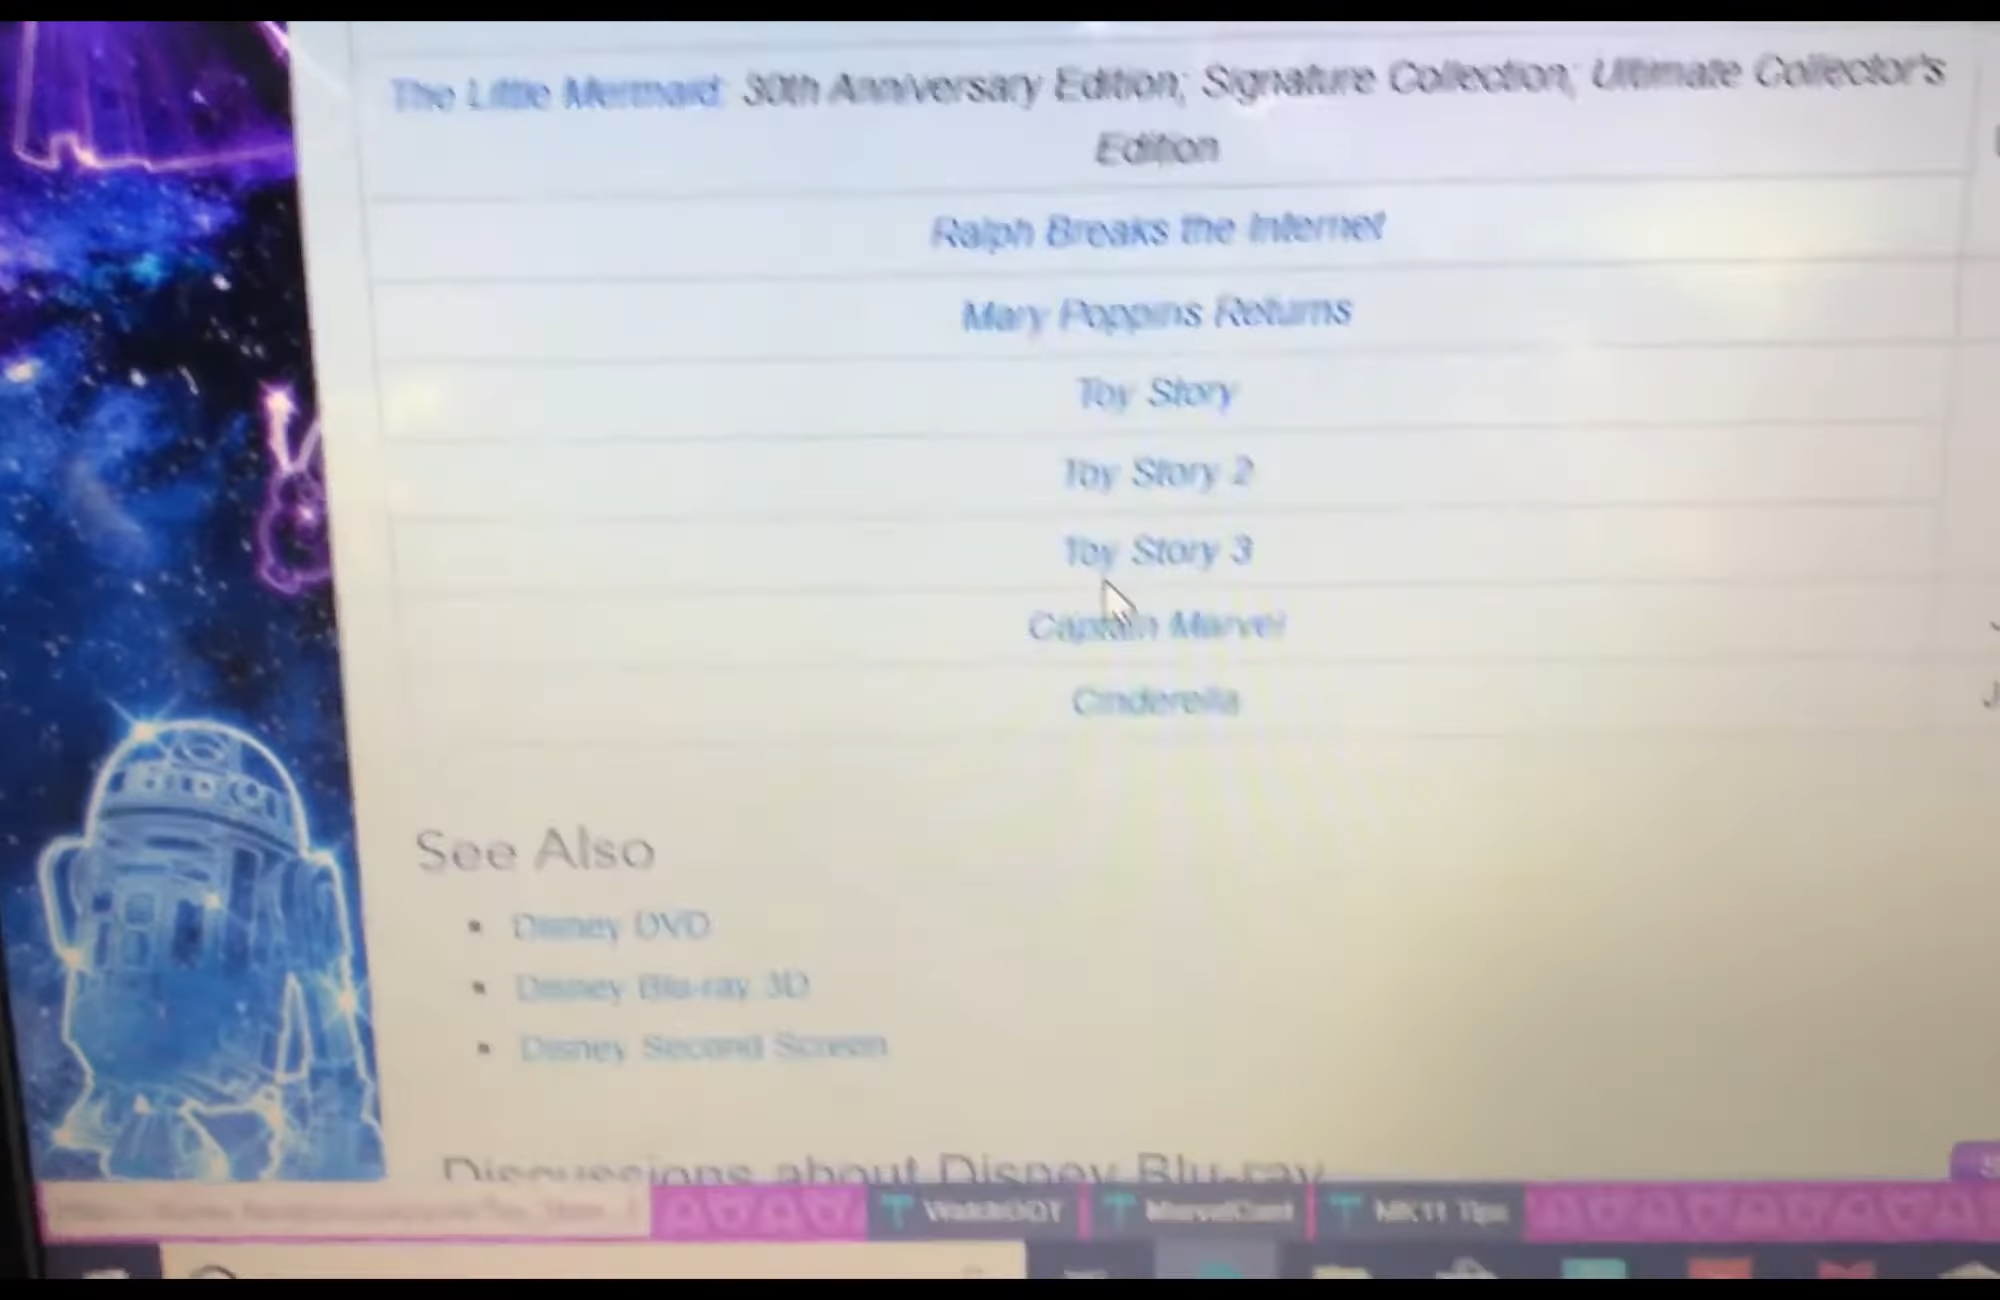 The Little Mermaid: 30th Anniversary Edition; Signature Collection; Ultimate Collector's
Edition
Ralph Breaks the Internet
Mary Poppins Returns
Toy Story
Toy Story 2
Toy Story 3
Captain Marvel
Cinderella
J
See Also
Disney DVD
Disney Blu-ray 3D
Disney Second Screen
Discussions about Disney Blu-ray
MK11 Tips